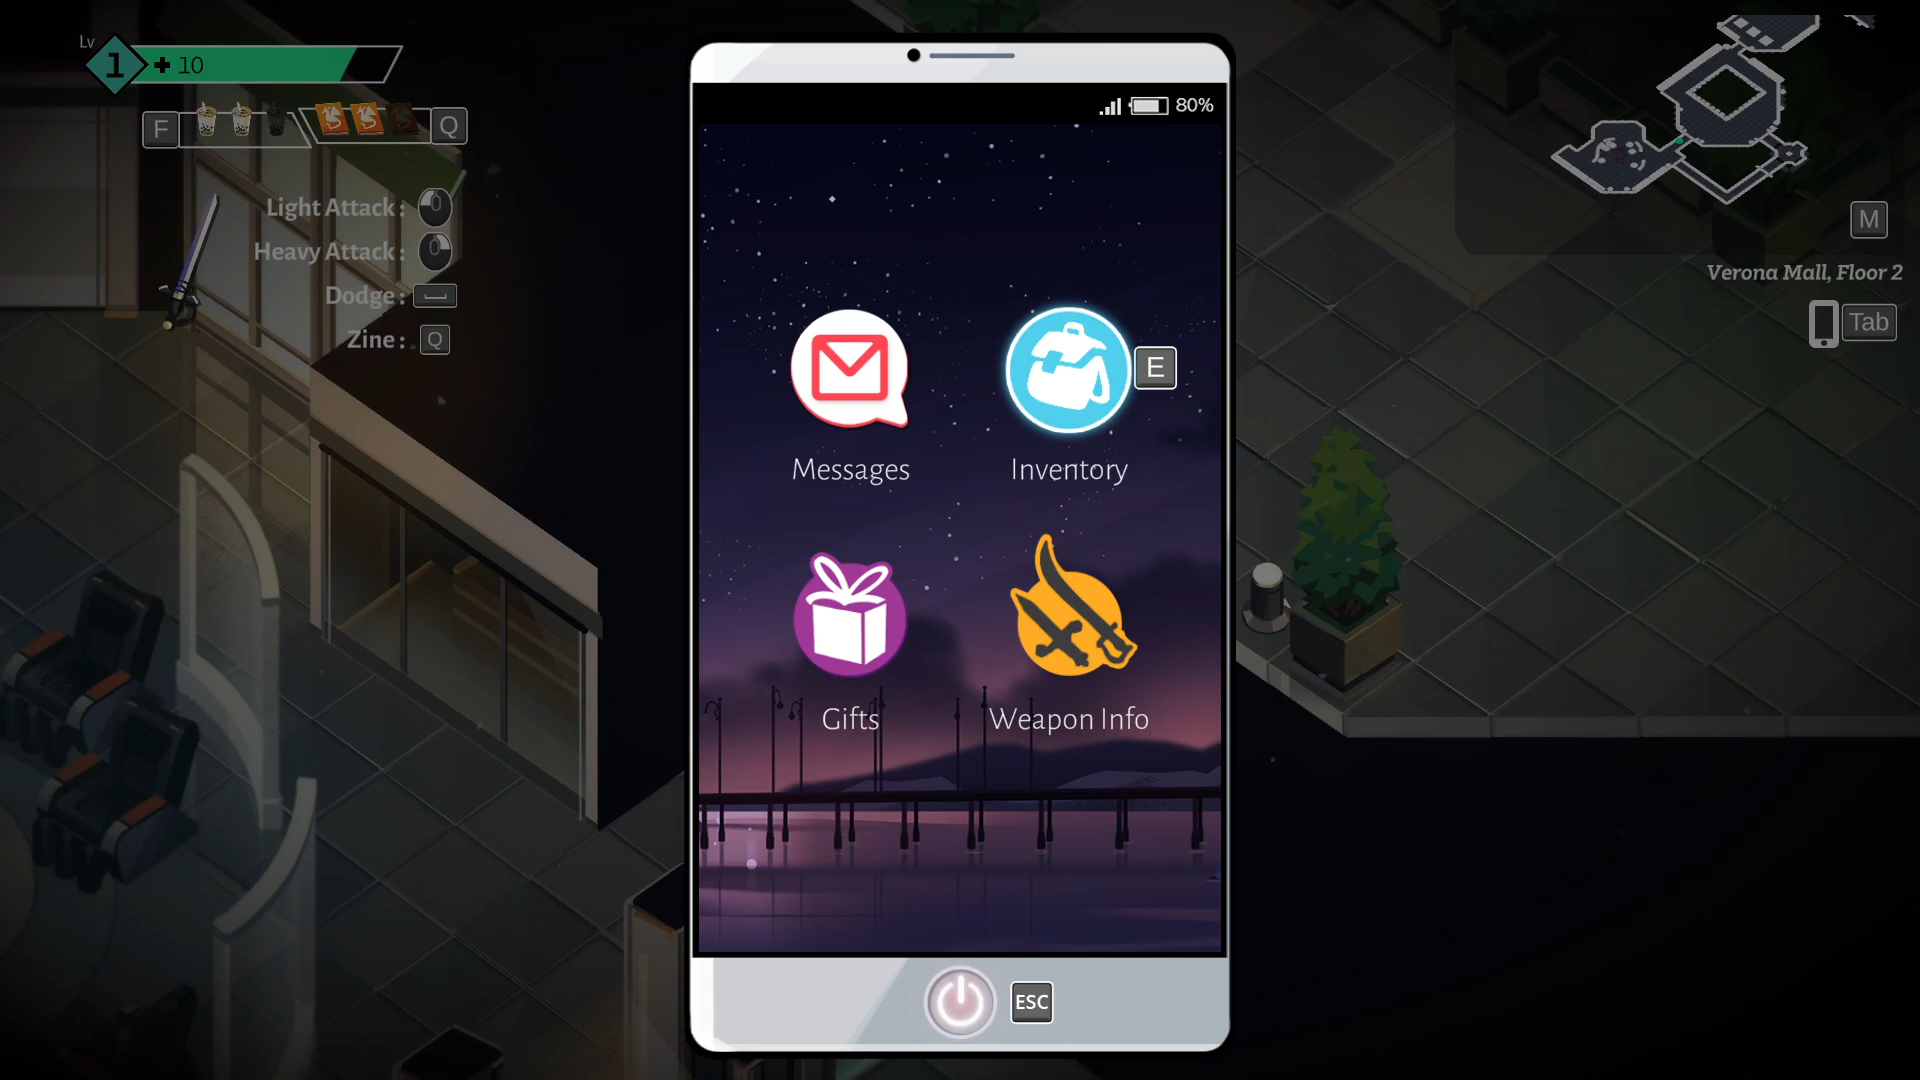 Lv
1
10
F
Q
Light Attack :
Heavy Attack :
Dodge :
Zine :
Q
80%
Messages
Inventory
E
Gifts
Weapon Info
ESC
M
Verona Mall, Floor 2
Tab